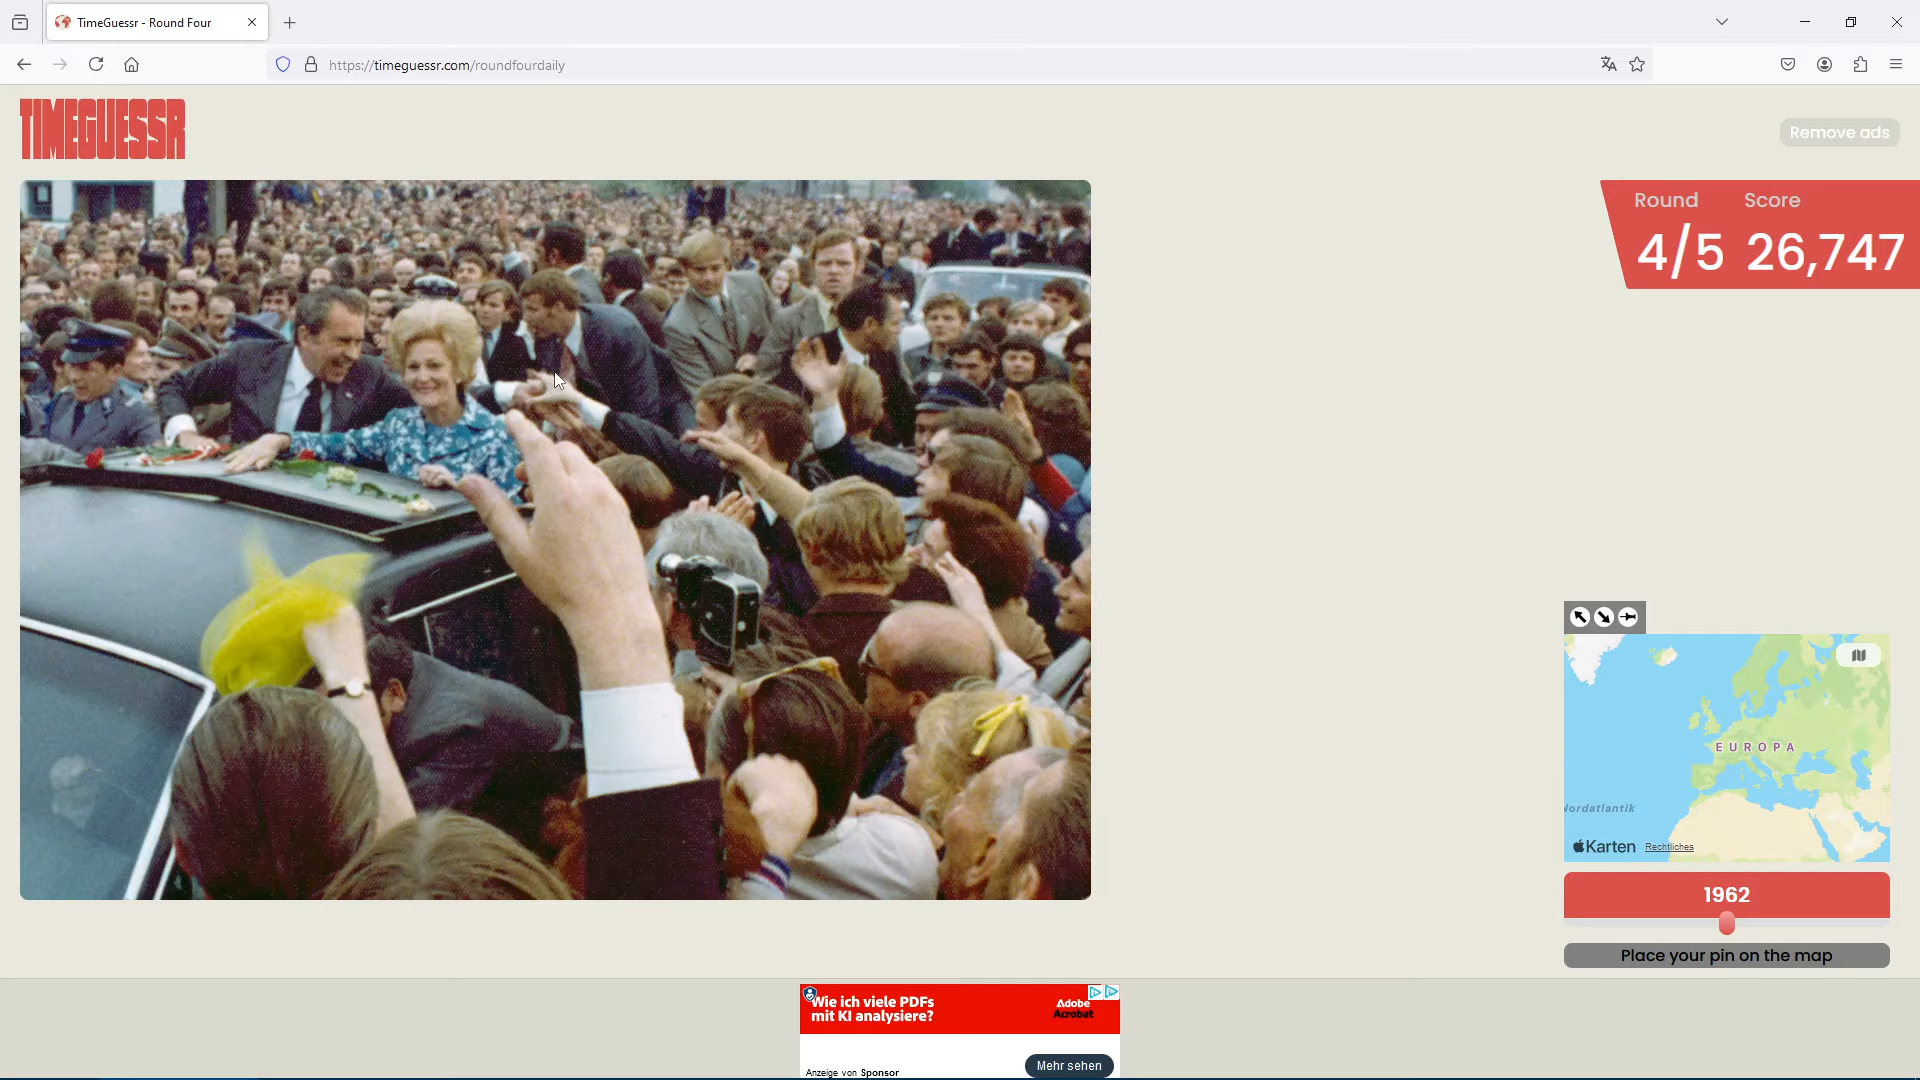 TimeGuessr - Round Four
https://timeguessr.com/roundfourdaily
TIMEGUESSR
Remove ads
Round Score
4/5 26,747
EUROPA
Nordatlantik
Karten Rechtliches
1962
Place your pin on the map
Wie ich viele PDFs
mit KI analysiere?
Adobe
Acrobat
Mehr sehen
Anzeige von Sponsor